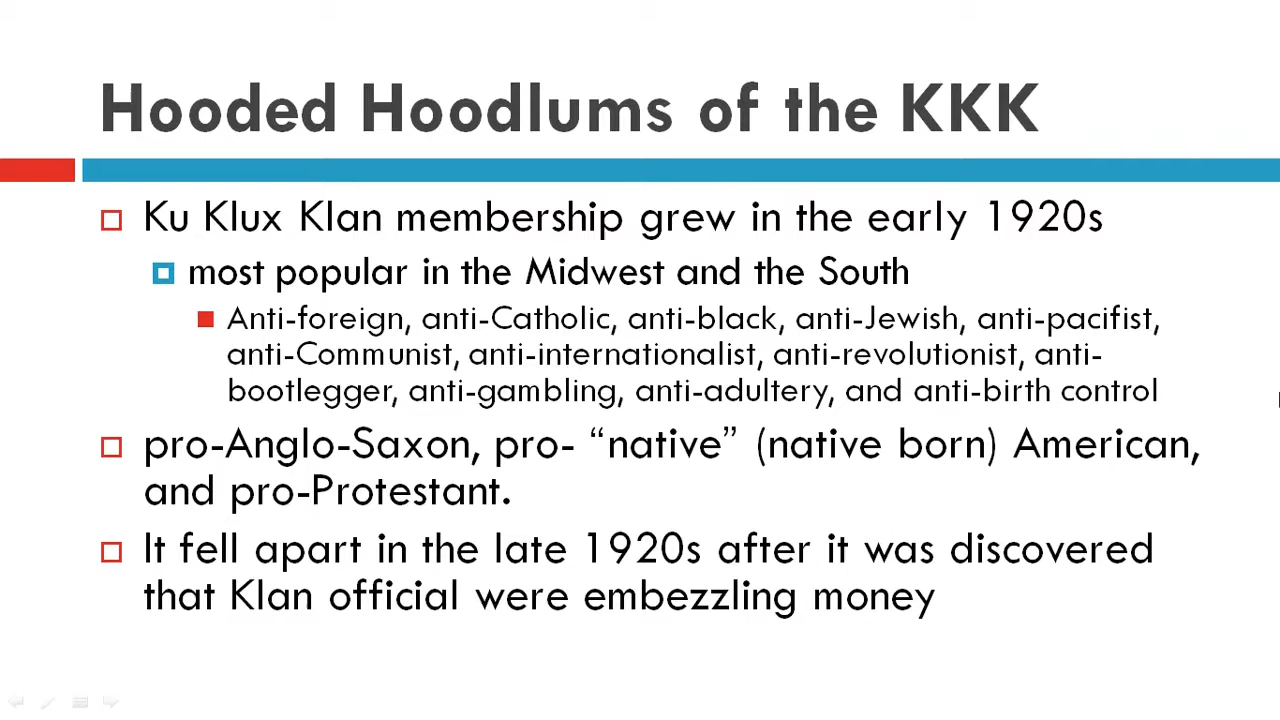 Hooded Hoodlums of the KKK
Ku Klux Klan membership grew in the early 1920s
most popular in the Midwest and the South
Anti-foreign, anti-Catholic, anti-black, anti-Jewish, anti-pacifist,
anti-Communist, anti-internationalist, anti-revolutionist, anti-
bootlegger, anti-gambling, anti-adultery, and anti-birth control
pro-Anglo-Saxon, pro- “native” (native born) American,
and pro-Protestant.
It fell apart in the late 1920s after it was discovered
that Klan official were embezzling money